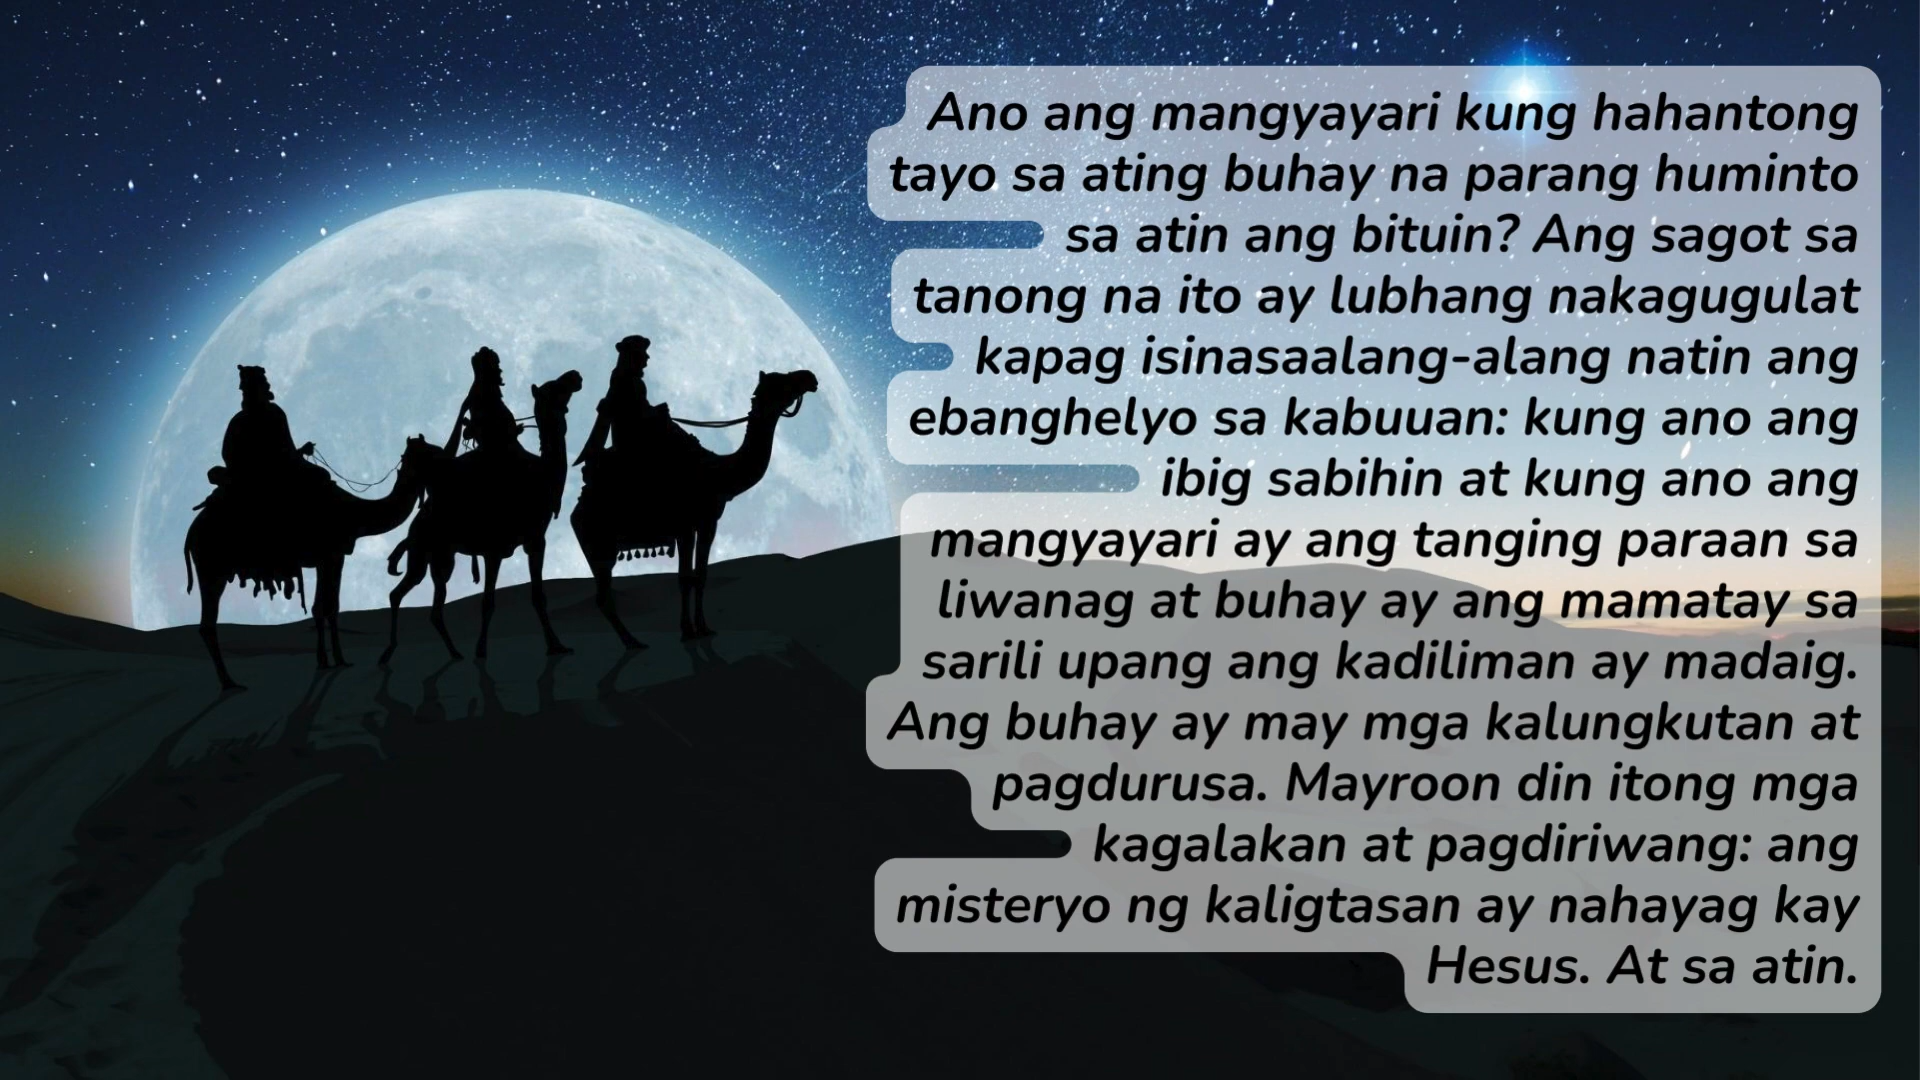 Ano ang mangyayari kung hahantong
tayo sa ating buhay na parang huminto
sa atin ang bituin? Ang sagot sa
tanong na ito ay lubhang nakagugulat
kapag isinasaalang-alang natin ang
ebanghelyo sa kabuuan: kung ano ang
ibig sabihin at kung ano ang
mangyayari ay ang tanging paraan sa
liwanag at buhay ay ang mamatay sa
sarili upang ang kadiliman ay madaig.
Ang buhay ay may mga kalungkutan at
pagdurusa. Mayroon din itong mga
kagalakan at pagdiriwang: ang
misteryo ng kaligtasan ay nahayag kay
Hesus. At sa atin.